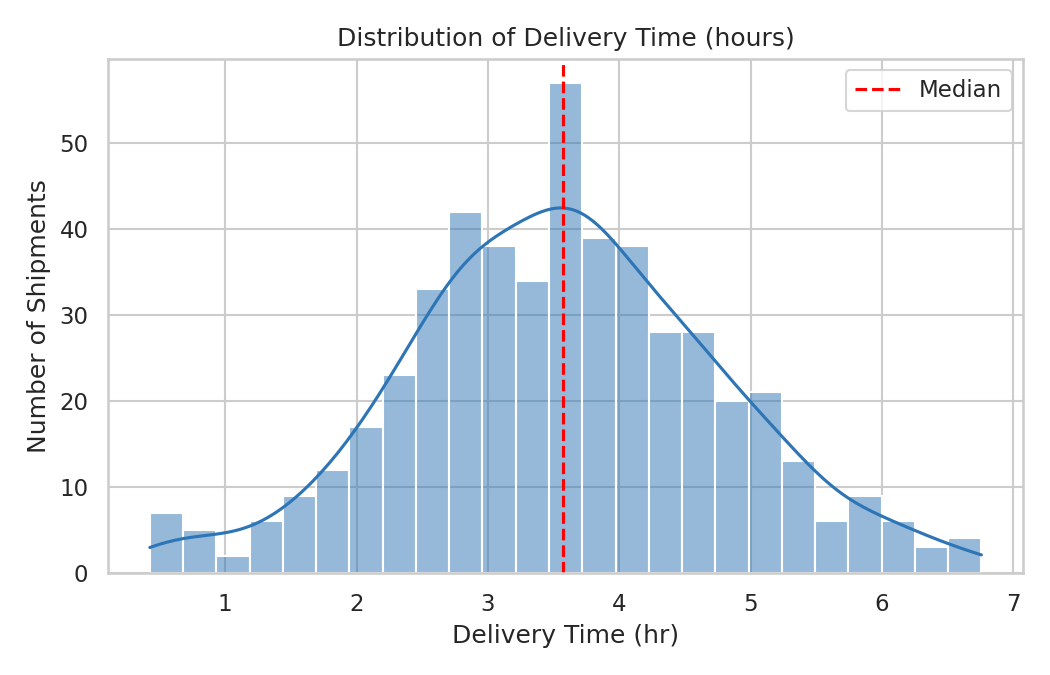 Distribution of Delivery Time (hours)
Median
Number of Shipments
50
40
30
20
10
0
1 2 3 4 5 6 7
Delivery Time (hr)